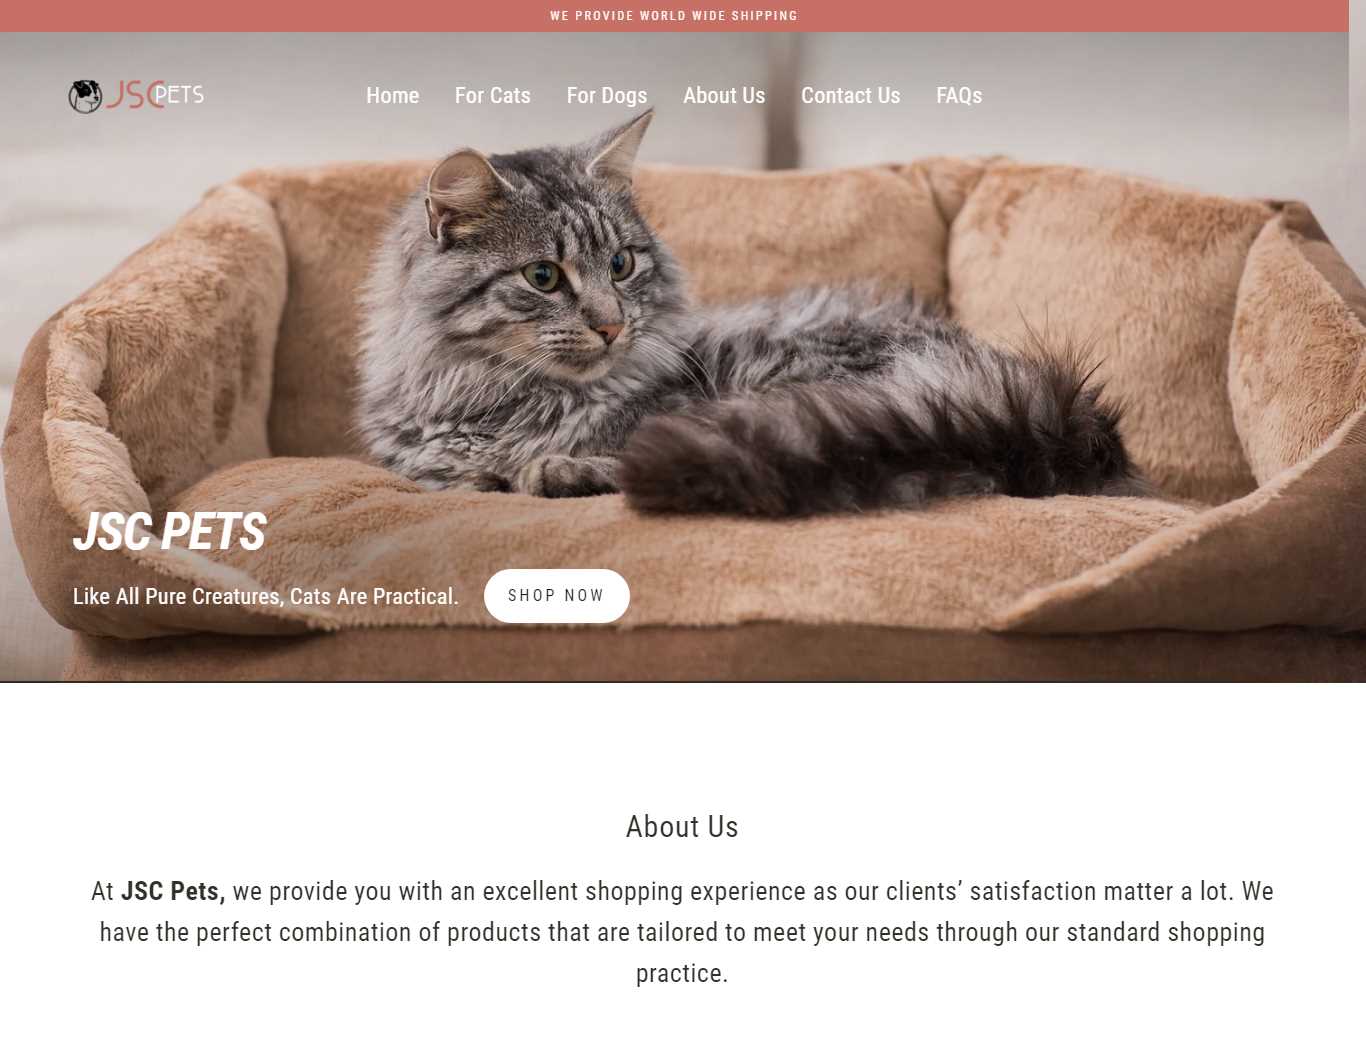 WE PROVIDE WORLD WIDE SHIPPING
JSC PETS
Home For Cats For Dogs About Us Contact Us FAQs
JSC PETS
Like All Pure Creatures, Cats Are Practical.
SHOP NOW
About Us
At JSC Pets, we provide you with an excellent shopping experience as our clients’ satisfaction matter a lot. We
have the perfect combination of products that are tailored to meet your needs through our standard shopping
practice.